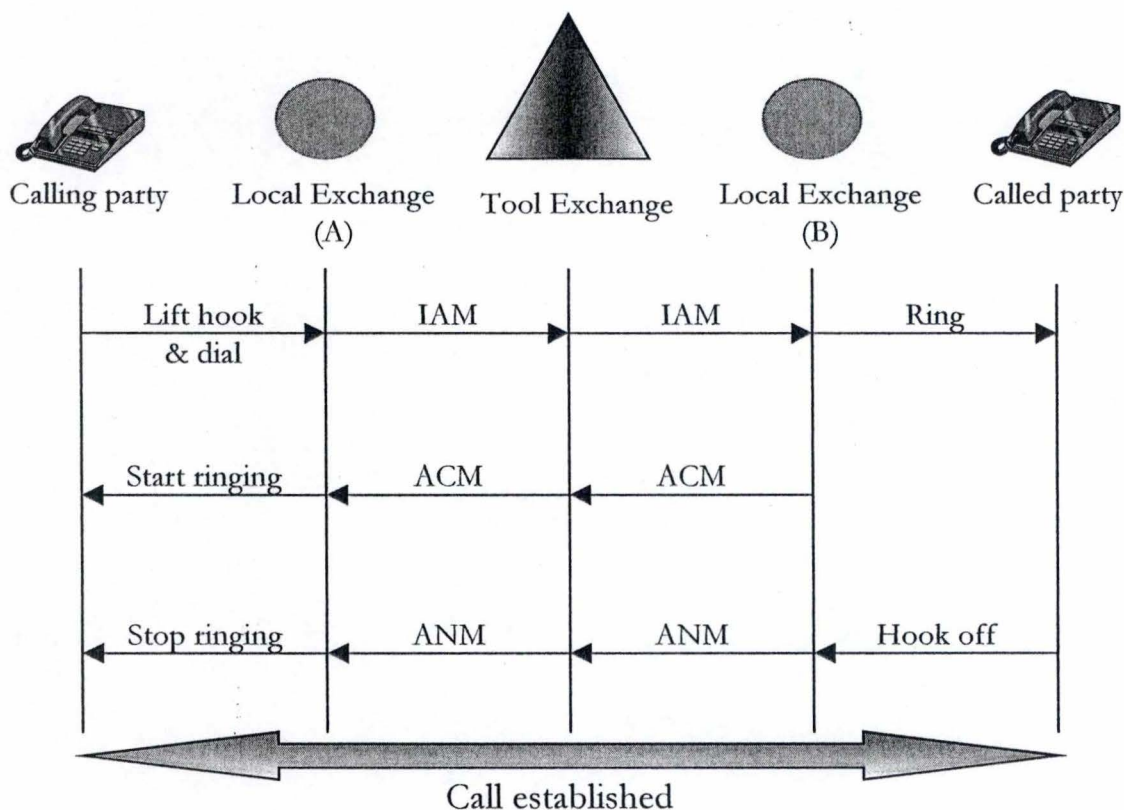 Calling party
Local Exchange
(A)
Tool Exchange
Local Exchange
(B)
Called party
Lift hook
& dial
IAM
IAM
Ring
Start ringing
ACM
ACM
Stop ringing
ANM
ANM
Hook off
Call established